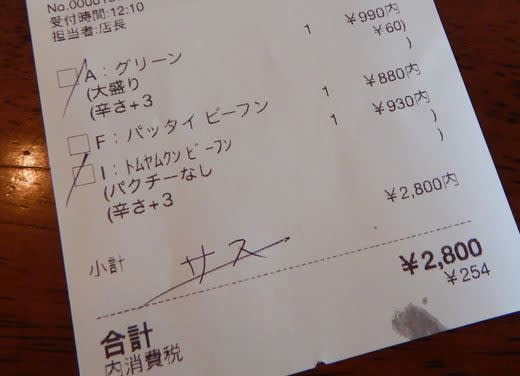 受付時間:12:10
担当者:店長
A:グリーン 1 ¥990内
(大盛り ¥60)
(辛さ+3 )
F:パッタイ ビーフン 1 ¥880内
I:トムヤムクン ビーフン 1 ¥930内
(パクチーなし )
(辛さ+3 )
小計 ¥2,800内
サス
合計 ¥2,800
内消費税 ¥254